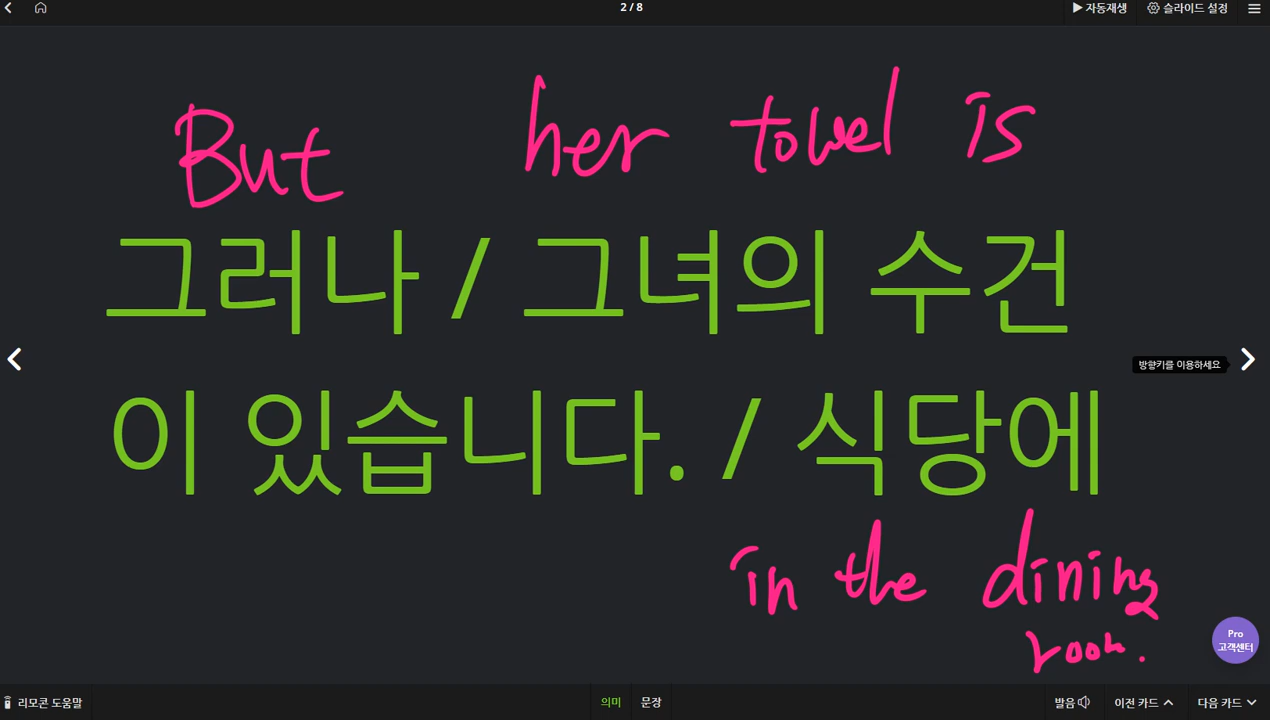 2 / 8
자동재생
슬라이드 설정
But her towel is
그러나 / 그녀의 수건
방향키를 이용하세요
이 있습니다. / 식당에
in the dining
room.
Pro
고객센터
리모콘 도움말
의미
문장
발음
이전 카드
다음 카드